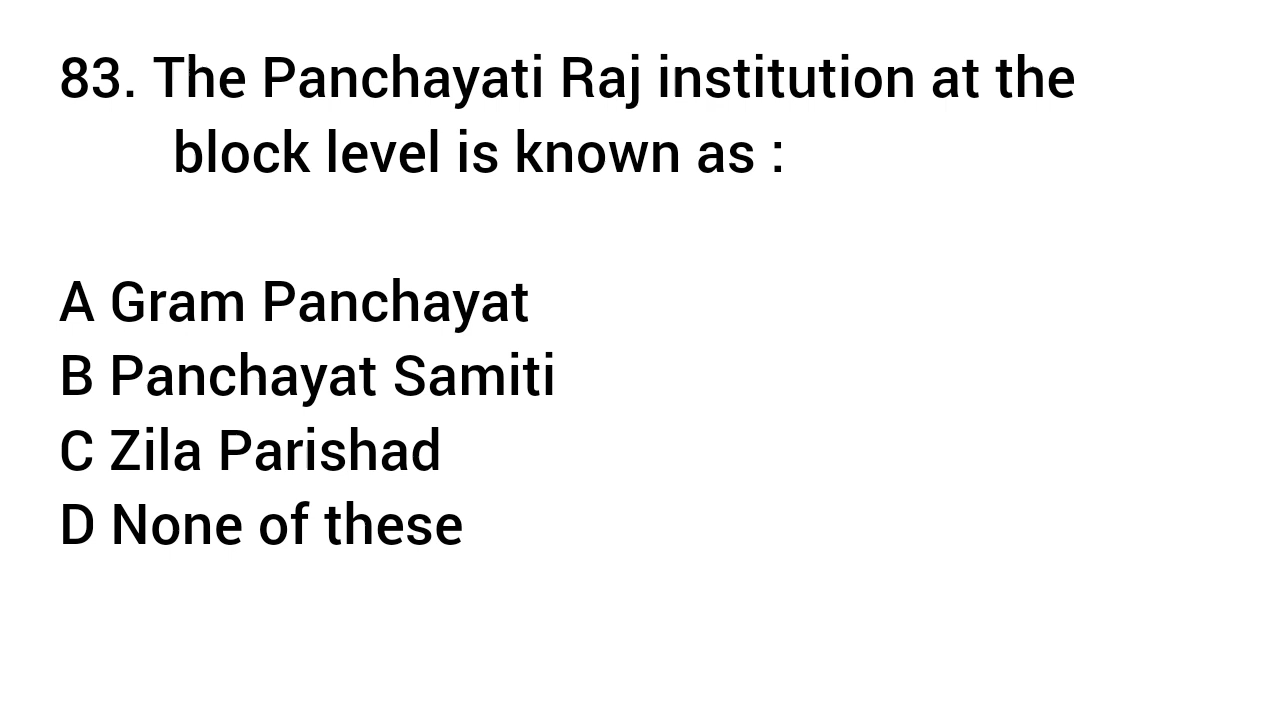 83. The Panchayati Raj institution at the
block level is known as :
A Gram Panchayat
B Panchayat Samiti
C Zila Parishad
D None of these